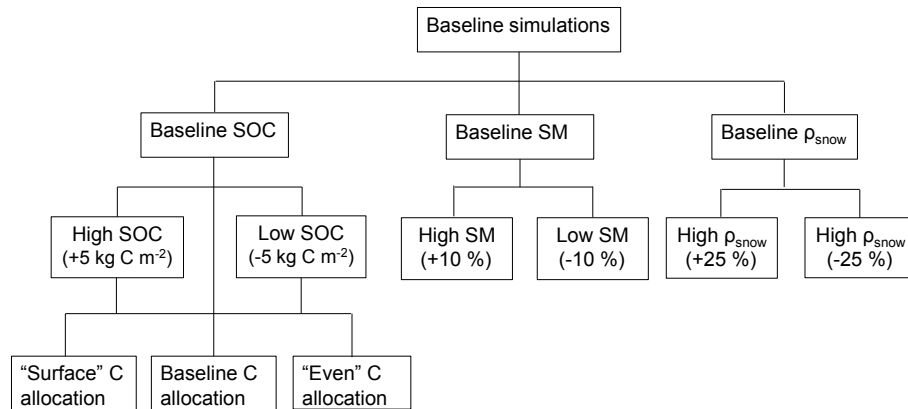 Baseline simulations
Baseline SOC
Baseline SM
Baseline ρsnow
High SOC
(+5 kg C m-2)
Low SOC
(-5 kg C m-2)
High SM
(+10 %)
Low SM
(-10 %)
High ρsnow
(+25 %)
High ρsnow
(-25 %)
“Surface” C
allocation
Baseline C
allocation
“Even” C
allocation